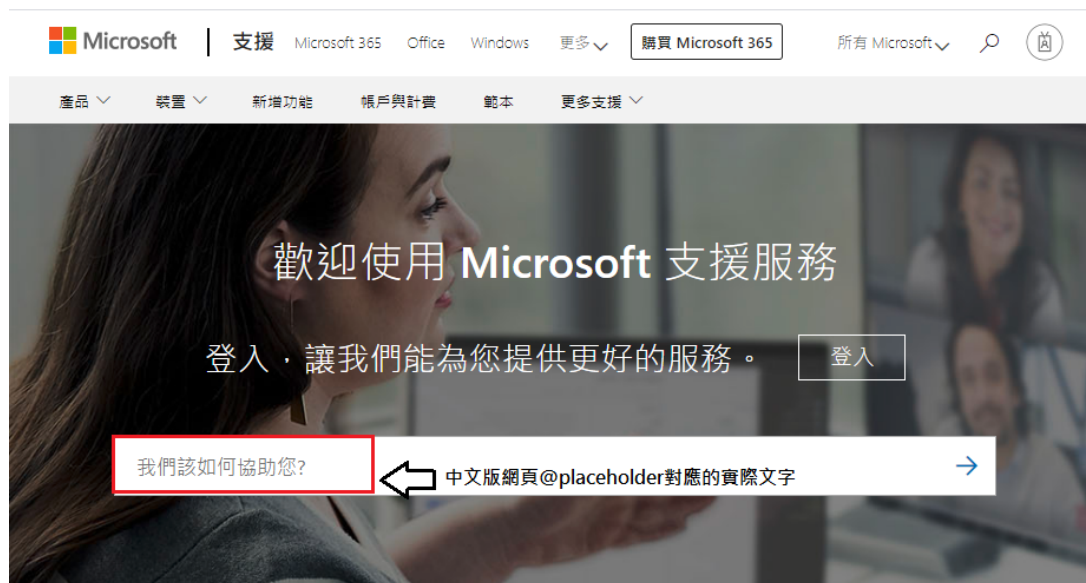 Microsoft 支援 Microsoft 365 Office Windows 更多 購買 Microsoft 365 所有 Microsoft
產品 裝置 新增功能 帳戶與計費 範本 更多支援
歡迎使用 Microsoft 支援服務
登入，讓我們能為您提供更好的服務。 登入
我們該如何協助您? 中文版網頁@placeholder對應的實際文字